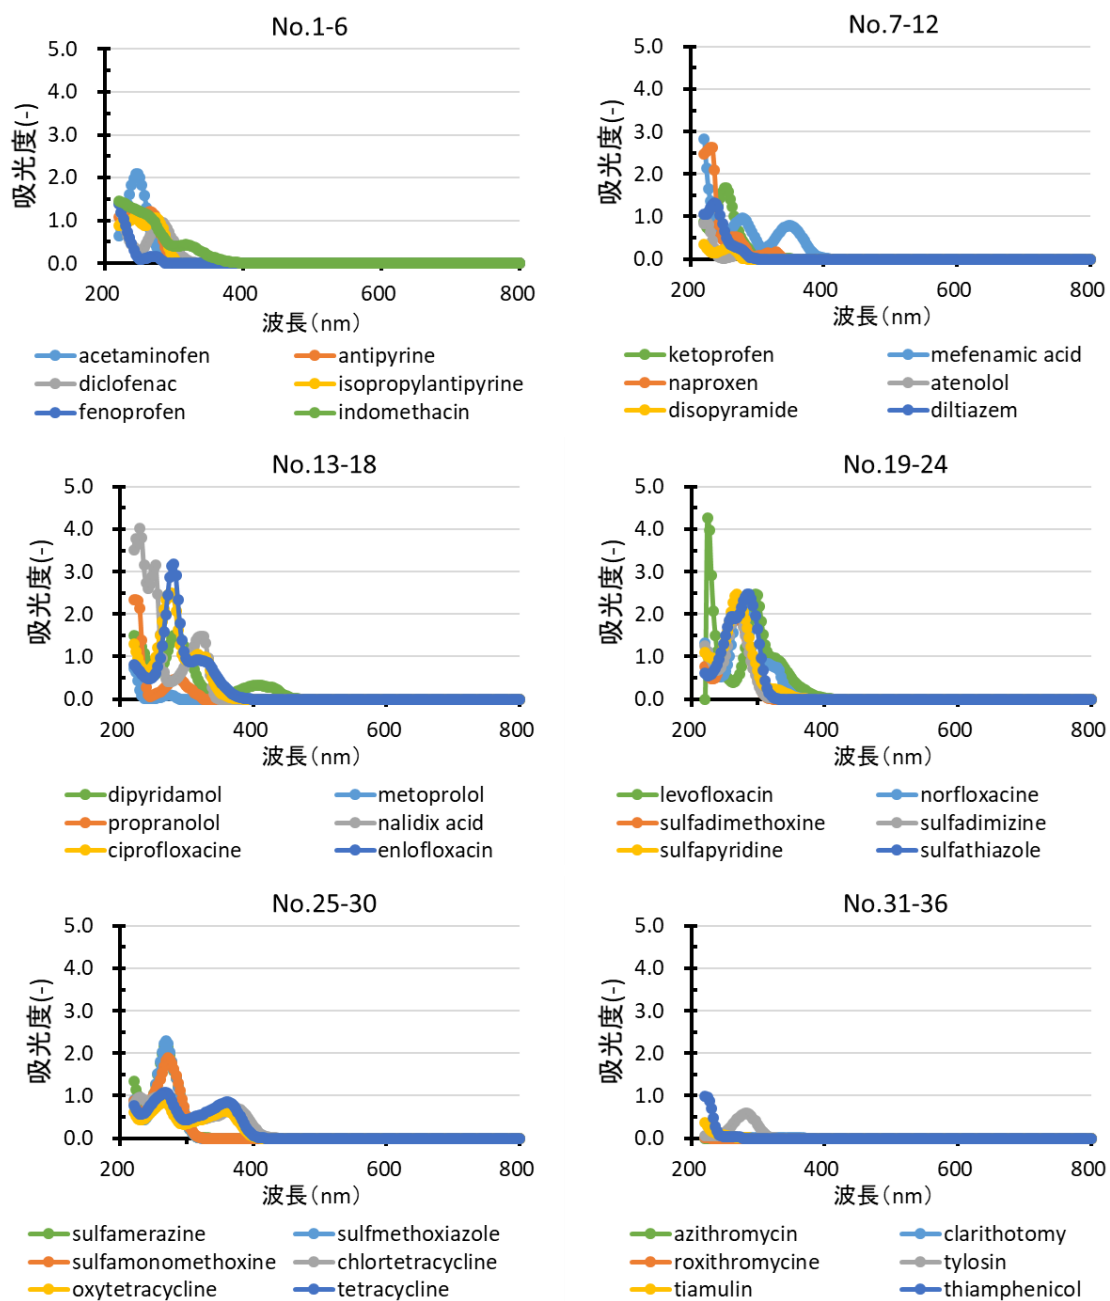 No.1-6
5.0
4.0
3.0
2.0
1.0
0.0
吸光度(-)
200 400 600 800
波長(nm)
acetaminofen antipyrine
diclofenac isopropylantipyrine
fenoprofen indomethacin
No.7-12
5.0
4.0
3.0
2.0
1.0
0.0
吸光度(-)
200 400 600 800
波長(nm)
ketoprofen mefenamic acid
naproxen atenolol
disopyramide diltiazem
No.13-18
5.0
4.0
3.0
2.0
1.0
0.0
吸光度(-)
200 400 600 800
波長(nm)
dipyridamol metoprolol
propranolol nalidix acid
ciprofloxacine enlofloxacin
No.19-24
5.0
4.0
3.0
2.0
1.0
0.0
吸光度(-)
200 400 600 800
波長(nm)
levofloxacin norfloxacine
sulfadimethoxine sulfadimizine
sulfapyridine sulfathiazole
No.25-30
5.0
4.0
3.0
2.0
1.0
0.0
吸光度(-)
200 400 600 800
波長(nm)
sulfamerazine sulfmethoxiazole
sulfamonomethoxine chlortetracycline
oxytetracycline tetracycline
No.31-36
5.0
4.0
3.0
2.0
1.0
0.0
吸光度(-)
200 400 600 800
波長(nm)
azithromycin clarithotomy
roxithromycine tylosin
tiamulin thiamphenicol